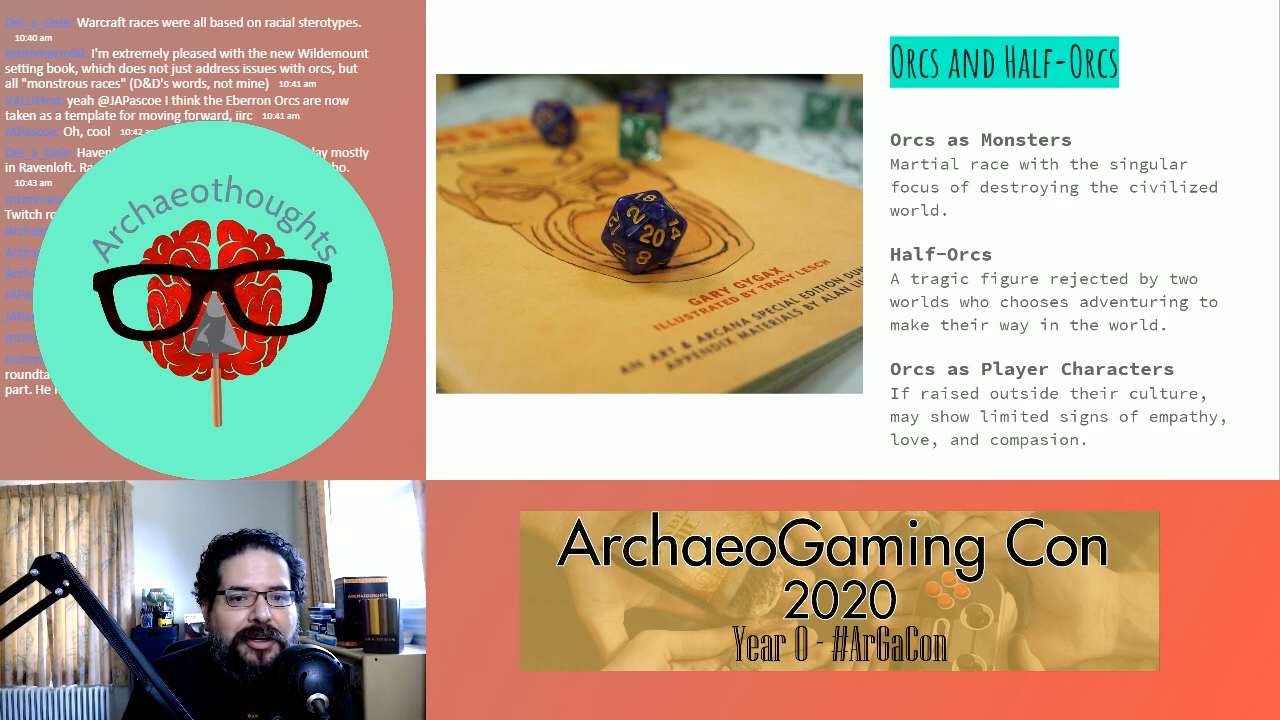 Del_a_Dale: Warcraft races were all based on racial sterotypes.
10:40 am
I'm extremely pleased with the new Wildemount
setting book, which does not just address issues with orcs, but
all "monstrous races" (D&D's words, not mine) 10:41 am
yeah @JAPascoe I think the Eberron Orcs are now
taken as a template for moving forward, iirc 10:41 am
JAPascoe: Oh, cool 10:42
Del_a_Dale:
in Ravenloft.
10:43 am
Twitch
Archaeothoughts
ORCS AND HALF-ORCS
Orcs as Monsters
Martial race with the singular
focus of destroying the civilized
world.
Half-Orcs
A tragic figure rejected by two
worlds who chooses adventuring to
make their way in the world.
Orcs as Player Characters
If raised outside their culture,
may show limited signs of empathy,
love, and compasion.
20
GARY GYGAX
ILLUSTRATED BY TRACY LESCH
AN ART & ARCANA SPECIAL EDITION
APPENDIX MATERIALS BY ALAN
ArchaeoGaming Con
2020
Year 0 - #ArGaCon